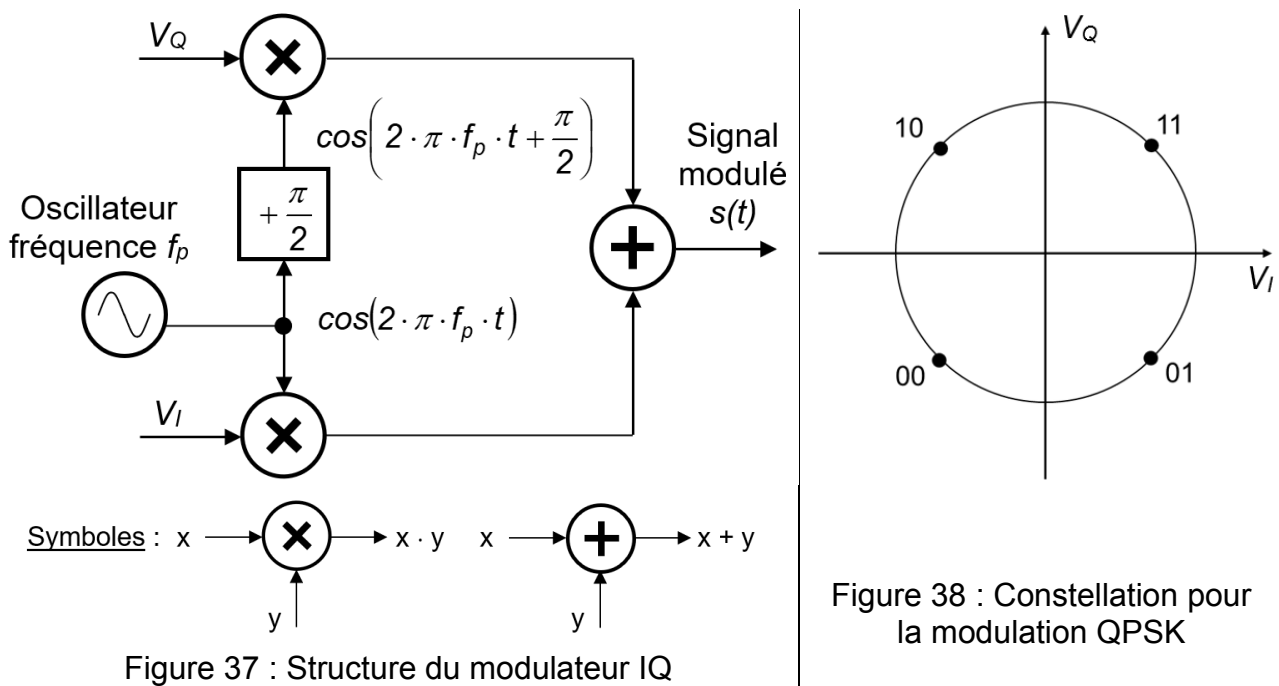 V_Q
cos(2 · π · f_p · t + π/2)
+ π/2
Oscillateur
fréquence f_p
cos(2 · π · f_p · t)
V_I
Signal
modulé
s(t)
Symboles : x x · y x x + y
y y
Figure 37 : Structure du modulateur IQ
V_Q
10
11
V_I
00
01
Figure 38 : Constellation pour
la modulation QPSK